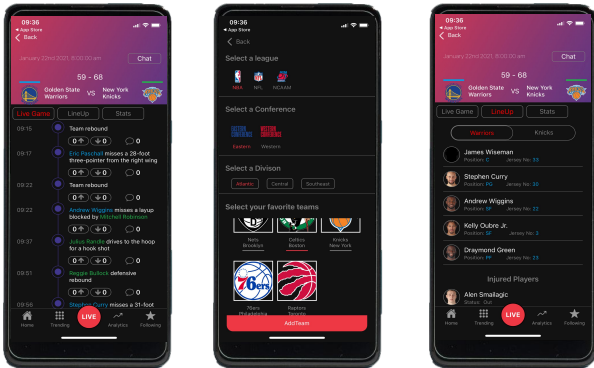 09:36
App Store
Back
January 22nd 2021, 8:00:00 am
Chat
59 - 68
Golden State
Warriors
VS
New York
Knicks
Live Game
LineUp
Stats
09:15
Team rebound
0
0
0
09:17
Eric Paschall misses a 28-foot
three-pointer from the right wing
0
0
0
09:22
Team rebound
0
0
0
09:22
Andrew Wiggins misses a layup
blocked by Mitchell Robinson
0
0
0
09:37
Julius Randle drives to the hoop
for a hook shot
0
0
0
09:51
Reggie Bullock defensive
rebound
0
0
0
09:56
Stephen Curry misses a 31-foot
Home
Trending
LIVE
Analytics
Following
09:36
App Store
Back
Select a league
NBA
NFL
NCAAM
Select a Conference
EASTERN
CONFERENCE
WESTERN
CONFERENCE
Eastern
Western
Select a Divison
Atlantic
Central
Southeast
Select your favorite teams
Nets
Brooklyn
Celtics
Boston
Knicks
New York
76ers
76ers
Philadelphia
Raptors
Toronto
AddTeam
09:36
App Store
Back
January 22nd 2021, 8:00:00 am
Chat
59 - 68
Golden State
Warriors
VS
New York
Knicks
Live Game
LineUp
Stats
Warriors
Knicks
James Wiseman
Position: C
Jersey No: 33
Stephen Curry
Position: PG
Jersey No: 30
Andrew Wiggins
Position: SF
Jersey No: 22
Kelly Oubre Jr.
Position: SF
Jersey No: 3
Draymond Green
Position: PF
Jersey No: 23
Injured Players
Alen Smailagic
Status: Out
Home
Trending
LIVE
Analytics
Following